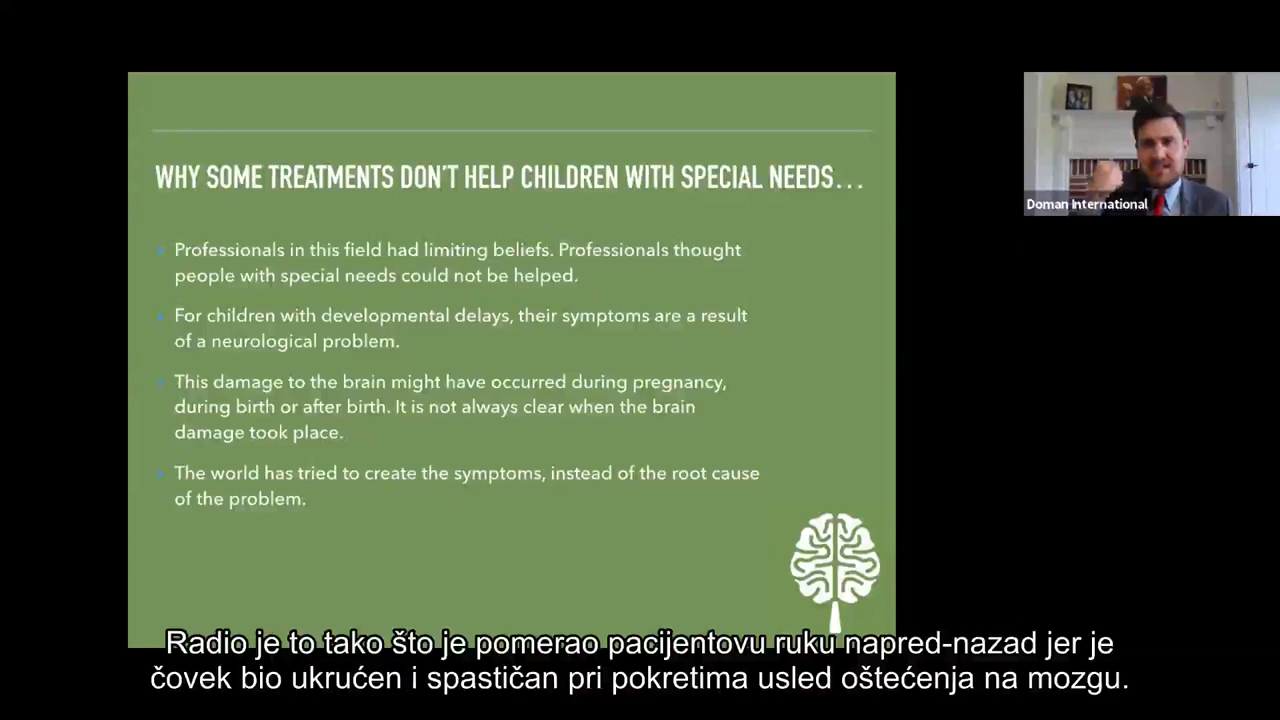 WHY SOME TREATMENTS DON'T HELP CHILDREN WITH SPECIAL NEEDS...
Doman International
Professionals in this field had limiting beliefs. Professionals thought
people with special needs could not be helped.
For children with developmental delays, their symptoms are a result
of a neurological problem.
This damage to the brain might have occurred during pregnancy,
during birth or after birth. It is not always clear when the brain
damage took place.
The world has tried to create the symptoms, instead of the root cause
of the problem.
Radio je to tako što je pomerao pacijentovu ruku napred-nazad jer je
čovek bio ukrućen i spastičan pri pokretima usled oštećenja na mozgu.